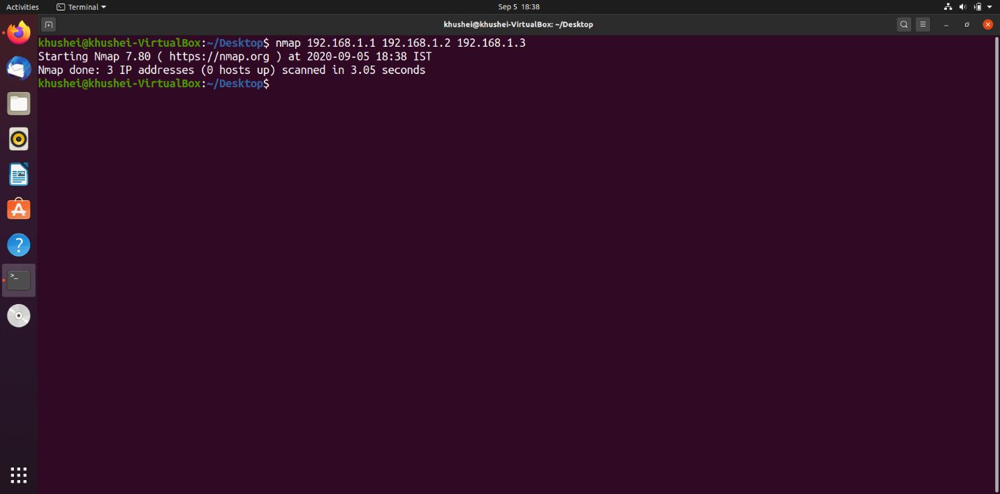 Activities Terminal Sep 5 18:38
khushei@khushei-VirtualBox: ~/Desktop
khushei@khushei-VirtualBox:~/Desktop$ nmap 192.168.1.1 192.168.1.2 192.168.1.3
Starting Nmap 7.80 ( https://nmap.org ) at 2020-09-05 18:38 IST
Nmap done: 3 IP addresses (0 hosts up) scanned in 3.05 seconds
khushei@khushei-VirtualBox:~/Desktop$